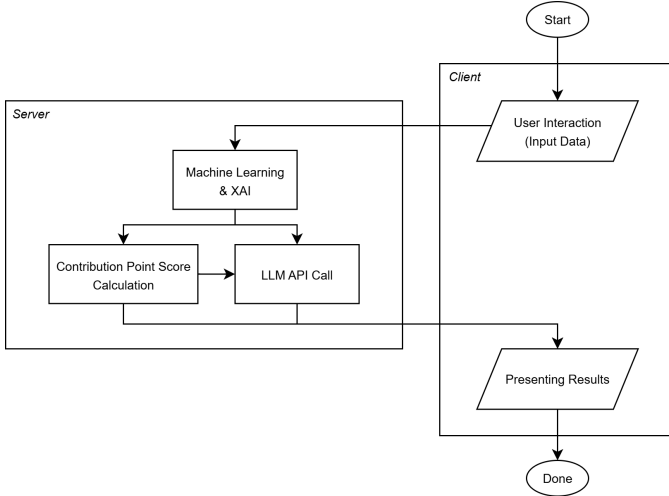 Start
Client
User Interaction
(Input Data)
Server
Machine Learning
& XAI
Contribution Point Score
Calculation
LLM API Call
Presenting Results
Done